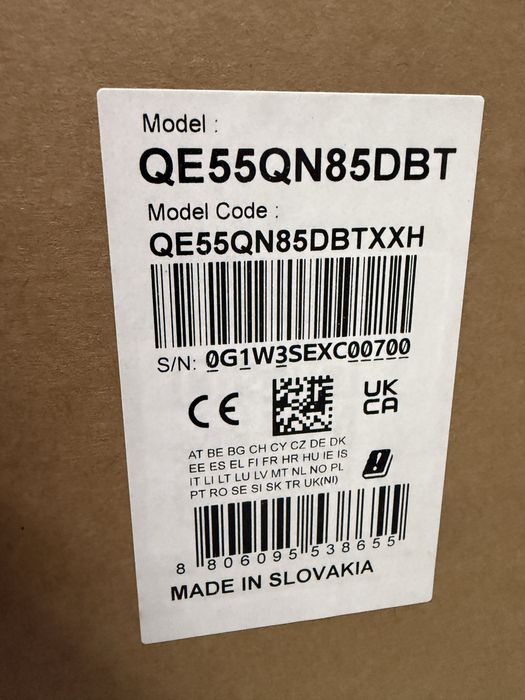 Model :
QE55QN85DBT
Model Code :
QE55QN85DBTXXH
S/N: 0G1W3SEXC00700
CE
UK
CA
AT BE BG CH CY CZ DE DK
EE ES EL FI FR HR HU IE IS
IT LI LT LU LV MT NL NO PL
PT RO SE SI SK TR UK(NI)
8 806095 538655
MADE IN SLOVAKIA